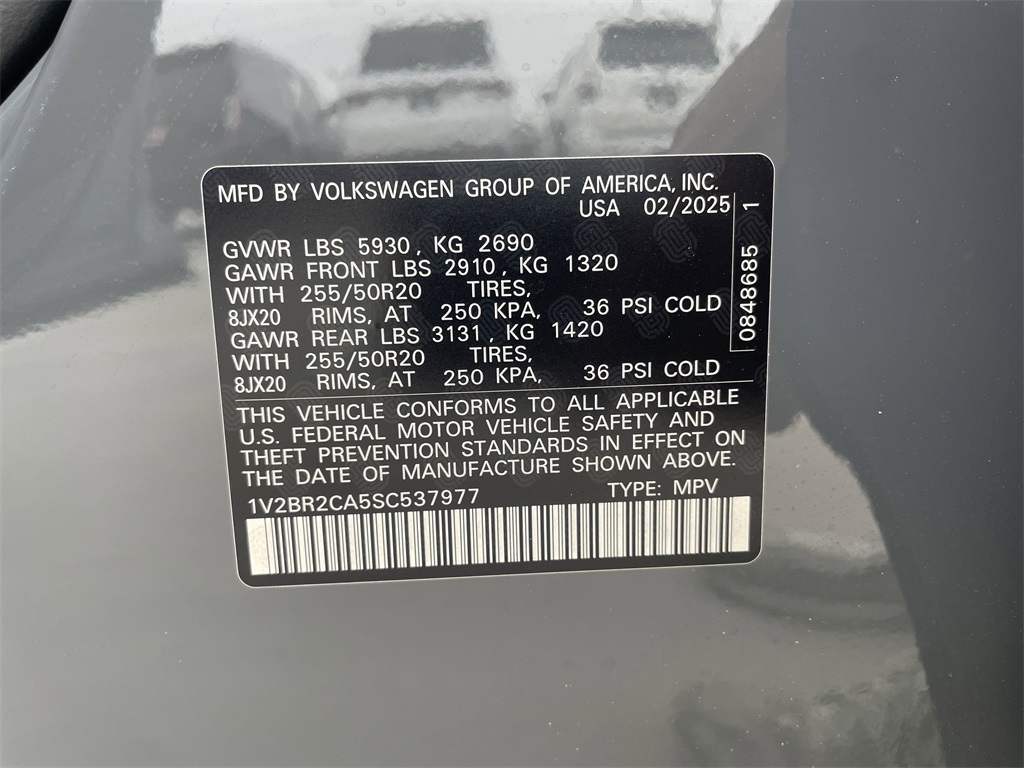 MFD BY VOLKSWAGEN GROUP OF AMERICA, INC.
USA 02/2025
GVWR LBS 5930, KG 2690
GAWR FRONT LBS 2910, KG 1320
WITH 255/50R20 TIRES,
8JX20 RIMS, AT 250 KPA, 36 PSI COLD
GAWR REAR LBS 3131, KG 1420
WITH 255/50R20 TIRES,
8JX20 RIMS, AT 250 KPA, 36 PSI COLD
0848685 1
THIS VEHICLE CONFORMS TO ALL APPLICABLE
U.S. FEDERAL MOTOR VEHICLE SAFETY AND
THEFT PREVENTION STANDARDS IN EFFECT ON
THE DATE OF MANUFACTURE SHOWN ABOVE.
1V2BR2CA5SC537977 TYPE: MPV